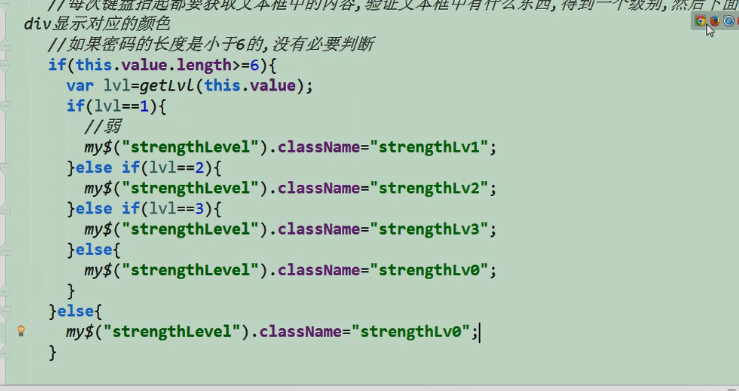 //每次键盘抬起都要获取文本框中的内容,验证文本框中有什么东西,得到一个级别,然后下面
div显示对应的颜色
//如果密码的长度是小于6的,没有必要判断
if(this.value.length>=6){
var lvl=getLvl(this.value);
if(lvl==1){
//弱
my$("strengthLevel").className="strengthLv1";
}else if(lvl==2){
my$("strengthLevel").className="strengthLv2";
}else if(lvl==3){
my$("strengthLevel").className="strengthLv3";
}else{
my$("strengthLevel").className="strengthLv0";
}
}else{
my$("strengthLevel").className="strengthLv0";
}